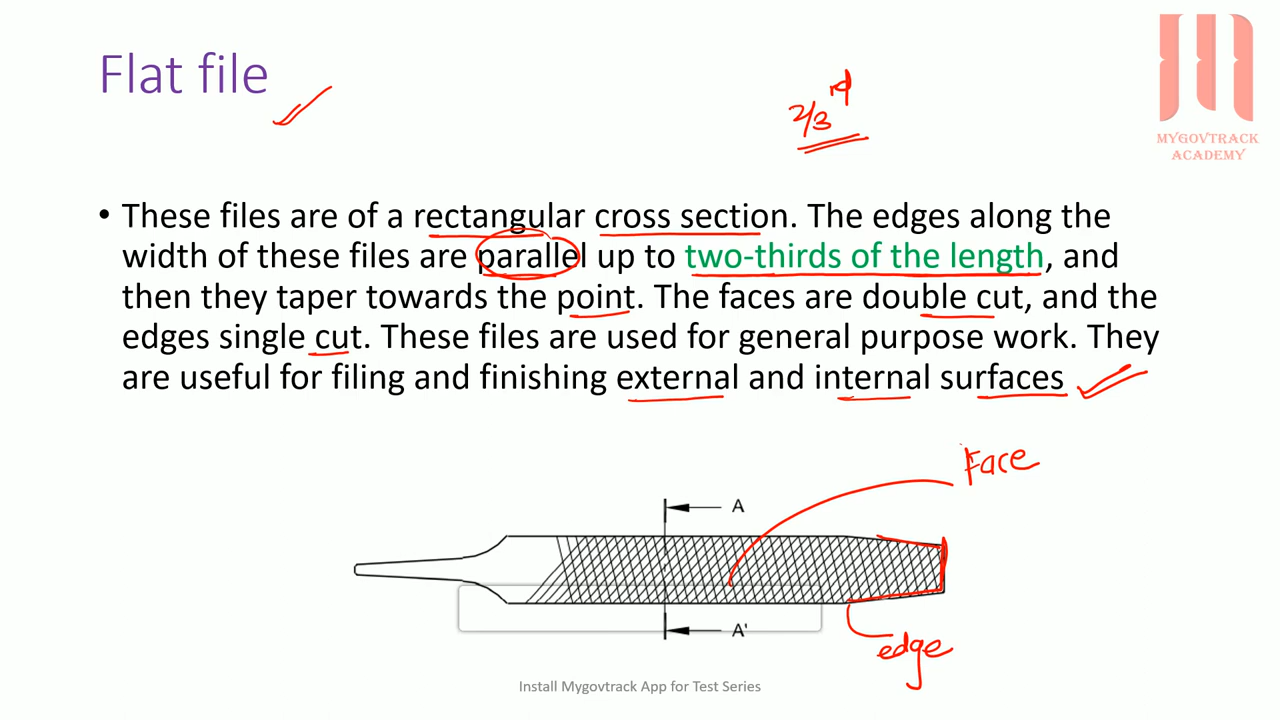 Flat file
2/3rd
MYGOVTRACK
ACADEMY
• These files are of a rectangular cross section. The edges along the
width of these files are parallel up to two-thirds of the length, and
then they taper towards the point. The faces are double cut, and the
edges single cut. These files are used for general purpose work. They
are useful for filing and finishing external and internal surfaces
Face
A
A'
edge
Install Mygovtrack App for Test Series